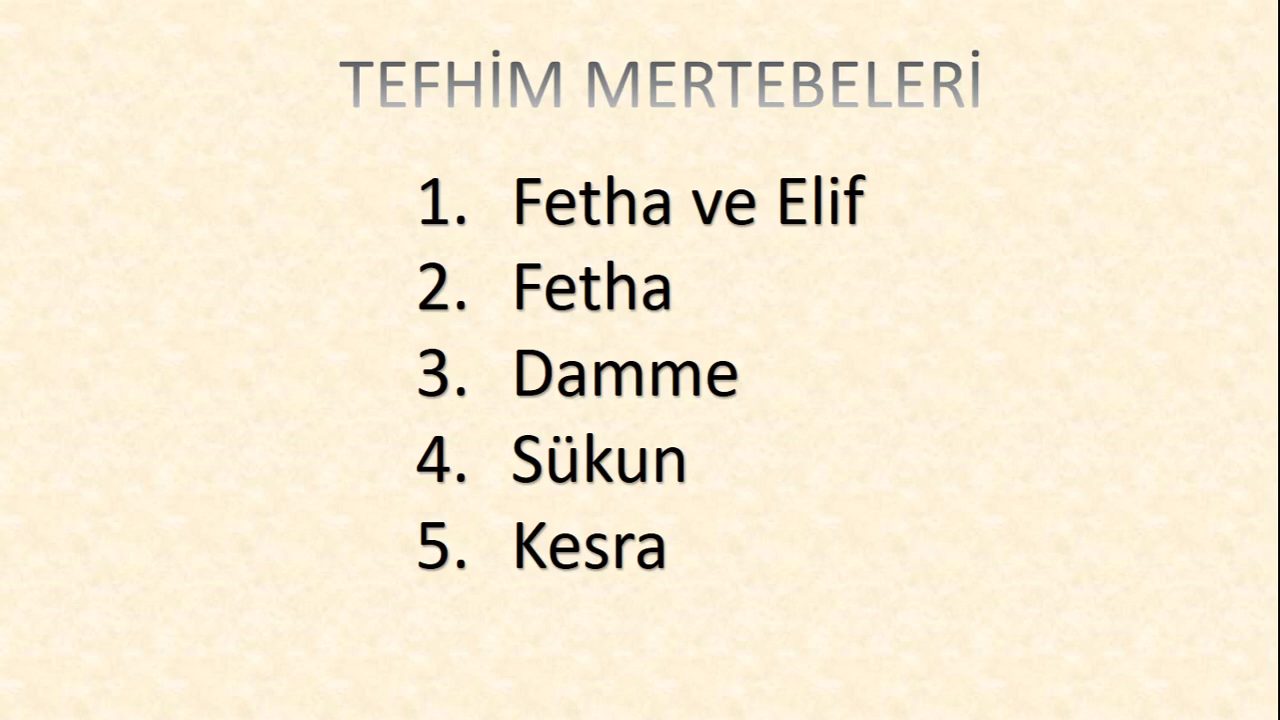 TEFHİM MERTEBELERİ
1. Fetha ve Elif
2. Fetha
3. Damme
4. Sükun
5. Kesra